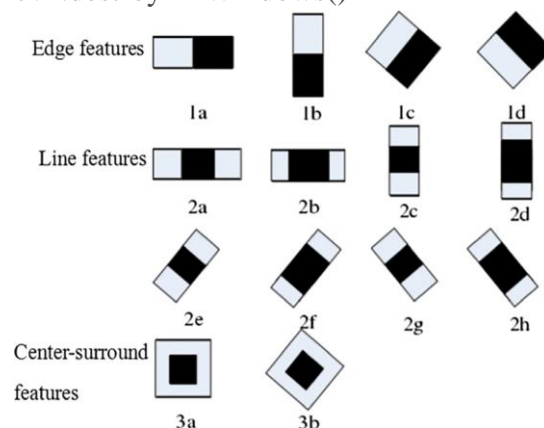 Edge features
1a 1b 1c 1d
Line features
2a 2b 2c 2d
2e 2f 2g 2h
Center-surround
features
3a 3b